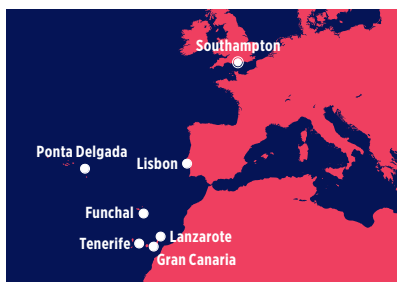 Southampton
Ponta Delgada
Lisbon
Funchal
Lanzarote
Tenerife
Gran Canaria